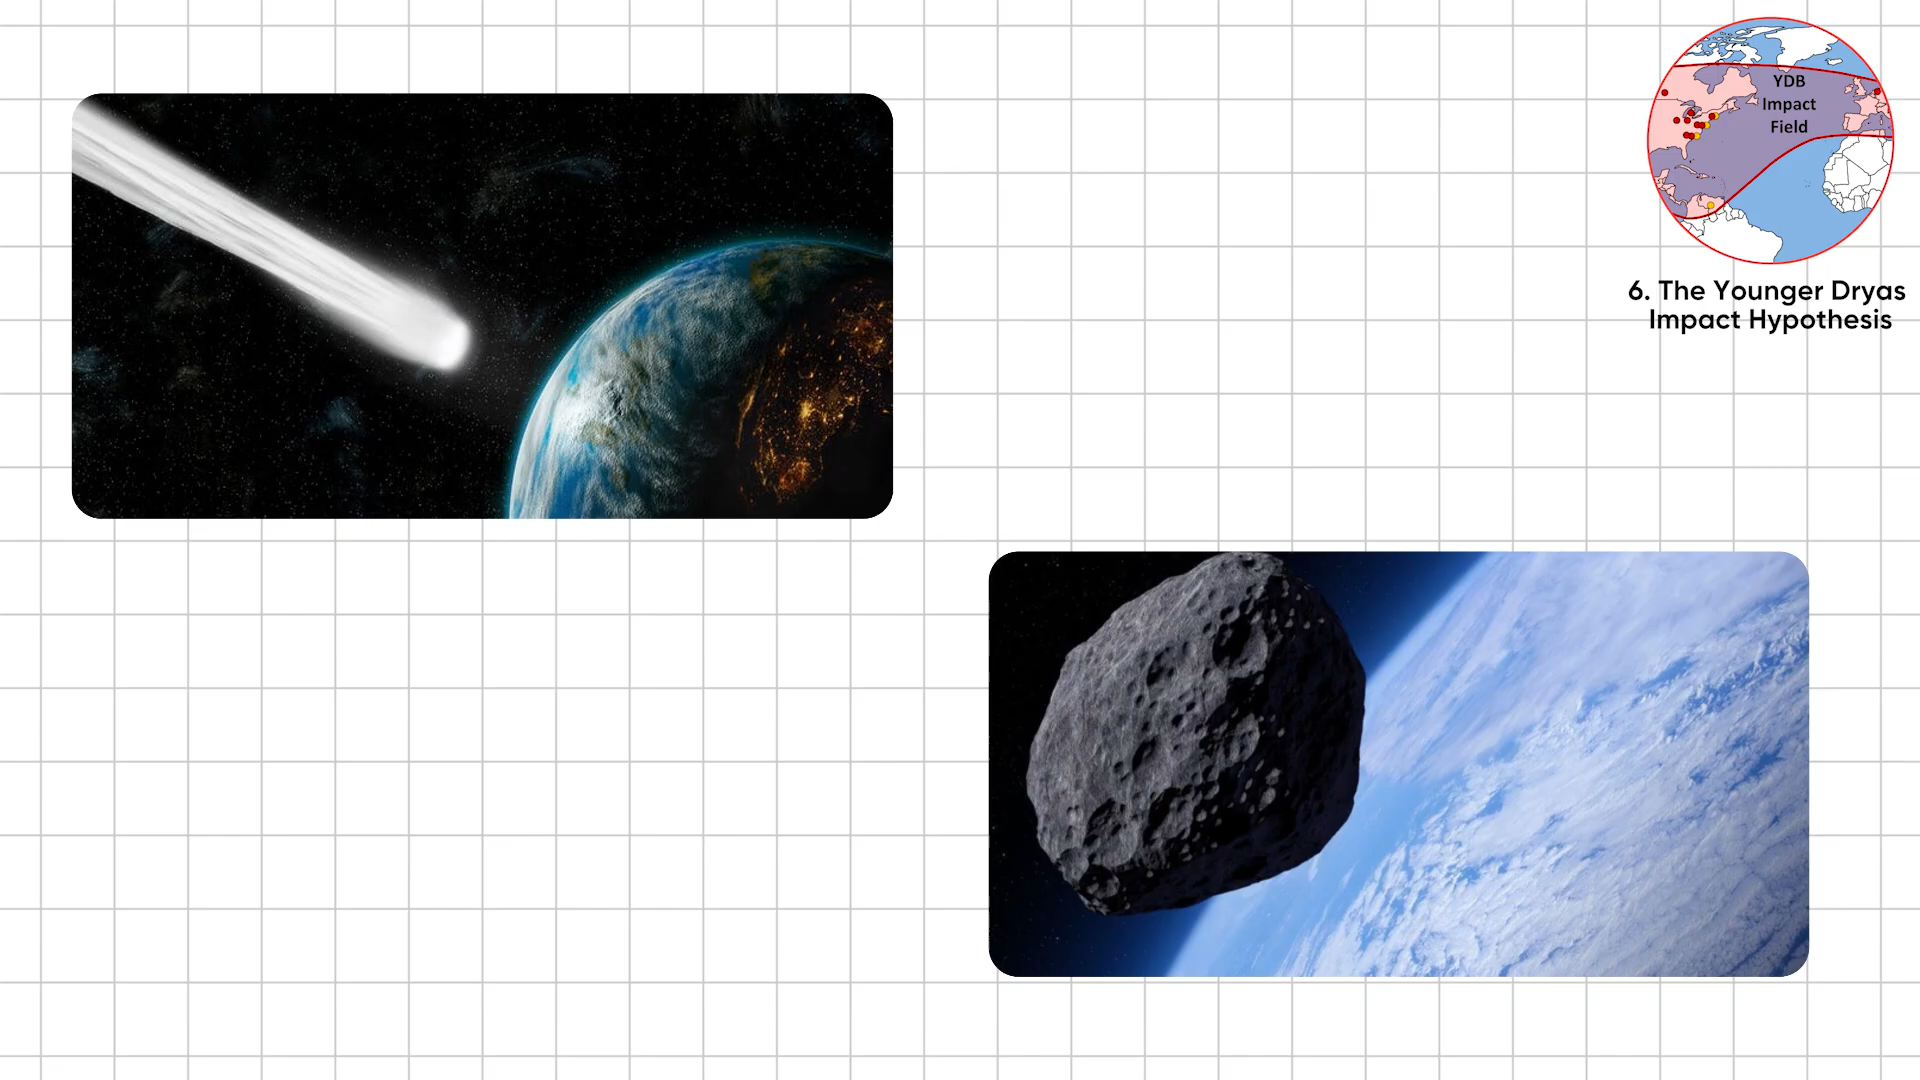 YDB
Impact
Field
6. The Younger Dryas
Impact Hypothesis